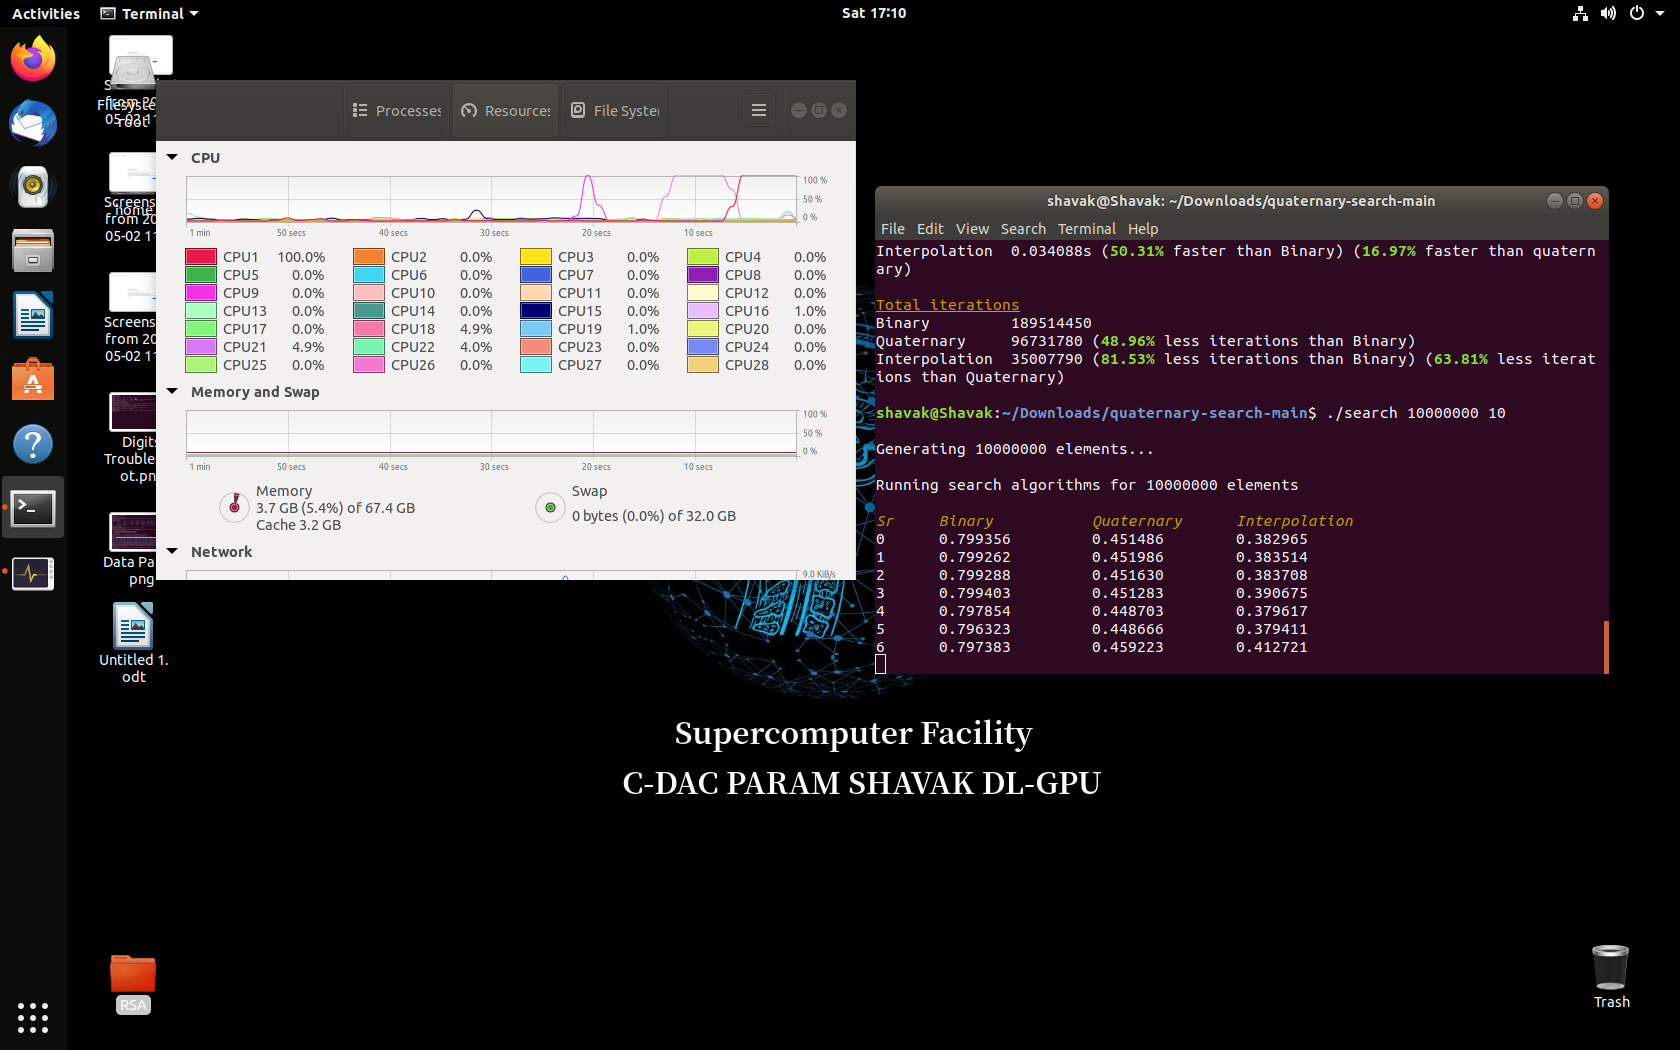 Activities Terminal Sat 17:10
from 20
05-02 11
Filesyste
root
Screens
home
from 20
05-02 11
Screens
from 20
05-02 11
Digits
Trouble
ot.pn
Data Pa
png
Untitled 1.
odt
RSA
Trash
Processes Resources File Syster
CPU
100 %
50 %
0 %
1 min 50 secs 40 secs 30 secs 20 secs 10 secs
CPU1 100.0% CPU2 0.0% CPU3 0.0% CPU4 0.0%
CPU5 0.0% CPU6 0.0% CPU7 0.0% CPU8 0.0%
CPU9 0.0% CPU10 0.0% CPU11 0.0% CPU12 0.0%
CPU13 0.0% CPU14 0.0% CPU15 0.0% CPU16 1.0%
CPU17 0.0% CPU18 4.9% CPU19 1.0% CPU20 0.0%
CPU21 4.9% CPU22 4.0% CPU23 0.0% CPU24 0.0%
CPU25 0.0% CPU26 0.0% CPU27 0.0% CPU28 0.0%
Memory and Swap
100 %
50 %
0 %
1 min 50 secs 40 secs 30 secs 20 secs 10 secs
Memory
3.7 GB (5.4%) of 67.4 GB
Cache 3.2 GB
Swap
0 bytes (0.0%) of 32.0 GB
Network
9.0 KiB/s
shavak@Shavak: ~/Downloads/quaternary-search-main
File Edit View Search Terminal Help
Interpolation 0.034088s (50.31% faster than Binary) (16.97% faster than quatern
ary)
Total iterations
Binary 189514450
Quaternary 96731780 (48.96% less iterations than Binary)
Interpolation 35007790 (81.53% less iterations than Binary) (63.81% less iterat
ions than Quaternary)
shavak@Shavak:~/Downloads/quaternary-search-main$ ./search 10000000 10
Generating 10000000 elements...
Running search algorithms for 10000000 elements
Sr Binary Quaternary Interpolation
0 0.799356 0.451486 0.382965
1 0.799262 0.451986 0.383514
2 0.799288 0.451630 0.383708
3 0.799403 0.451283 0.390675
4 0.797854 0.448703 0.379617
5 0.796323 0.448666 0.379411
6 0.797383 0.459223 0.412721
Supercomputer Facility
C-DAC PARAM SHAVAK DL-GPU